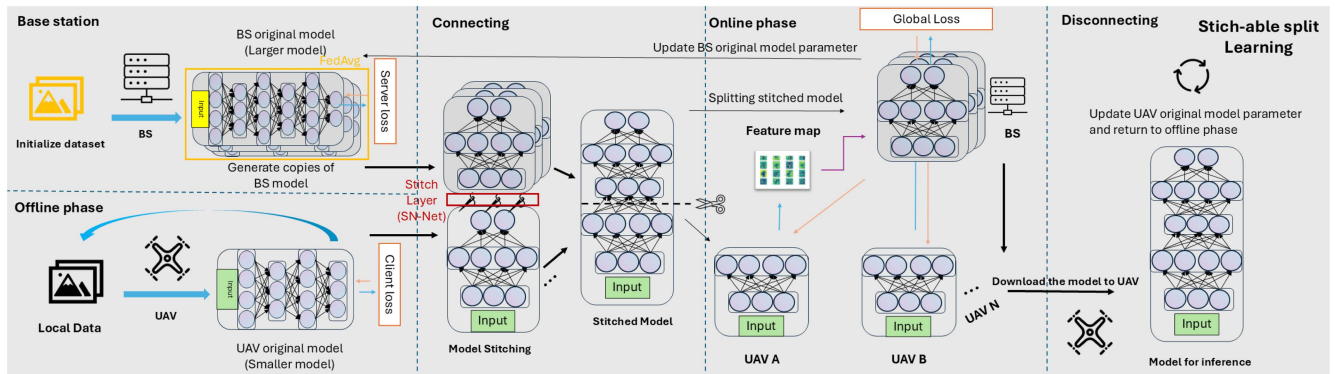 Base station
BS original model
(Larger model)
FedAvg
Input
Server loss
Initialize dataset
BS
Generate copies of
BS model
Offline phase
Local Data
UAV
Input
Client loss
UAV original model
(Smaller model)
Connecting
Stitch
Layer
(SN-Net)
Input
Model Stitching
...
Input
Stitched Model
Online phase
Global Loss
Update BS original model parameter
Splitting stitched model
Feature map
BS
Input
UAV A
Input
UAV B
...
UAV N
Disconnecting
Stich-able split
Learning
Update UAV original model parameter
and return to offline phase
Download the model to UAV
Input
Model for inference